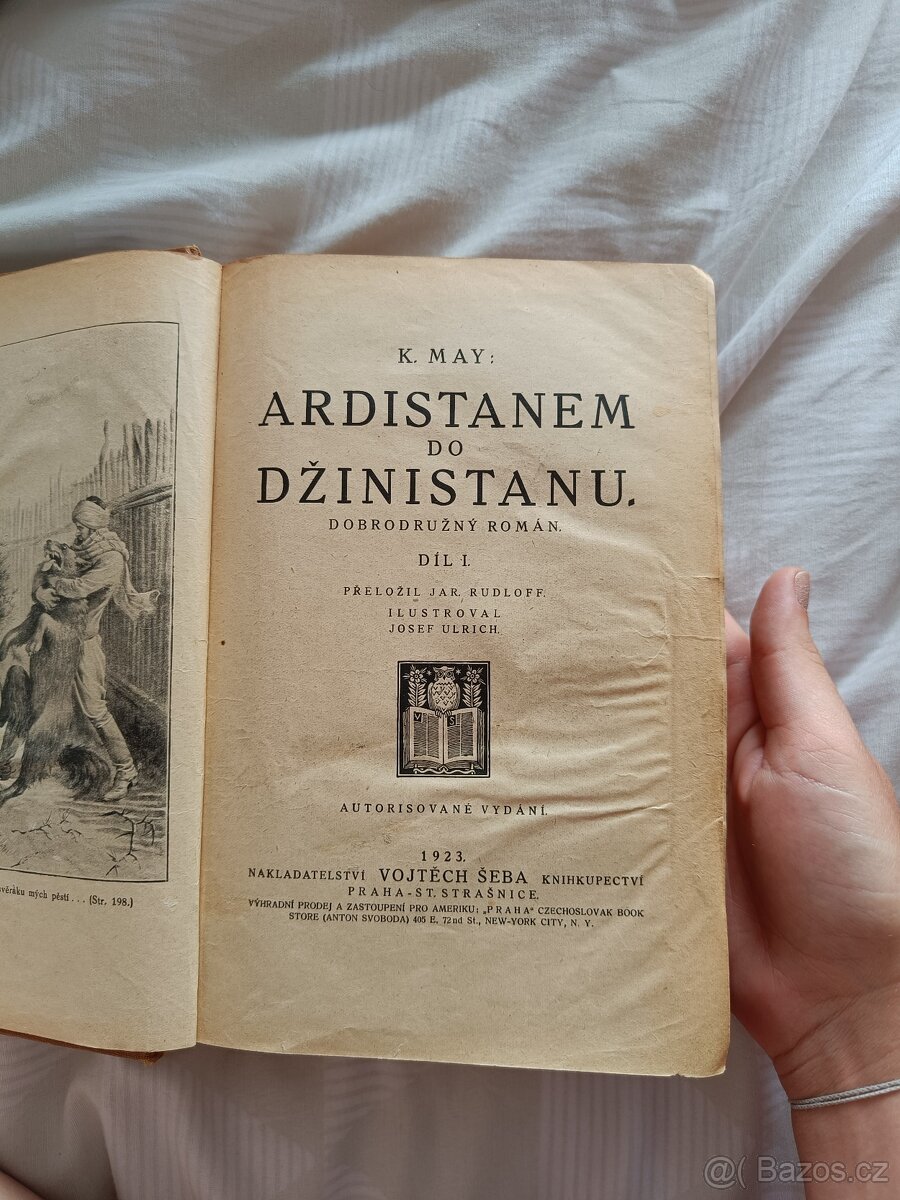 K. MAY:
ARDISTANEM
DO
DŽINISTANU.
DOBRODRUŽNÝ ROMÁN.
DÍL I.
PŘELOŽIL JAR. RUDLOFF.
ILUSTROVAL
JOSEF ULRICH.
V Š
AUTORISOVANÉ VYDÁNÍ.
1923.
NAKLADATELSTVÍ VOJTĚCH ŠEBA KNIHKUPECTVÍ
PRAHA-ST. STRAŠNICE.
VÝHRADNÍ PRODEJ A ZASTOUPENÍ PRO AMERIKU: „PRAHA" CZECHOSLOVAK BOOK
STORE (ANTON SVOBODA) 405 E. 72nd St., NEW-YORK CITY, N. Y.
svěráku mých pěstí . . . (Str. 198.)
@( Bazos.cz